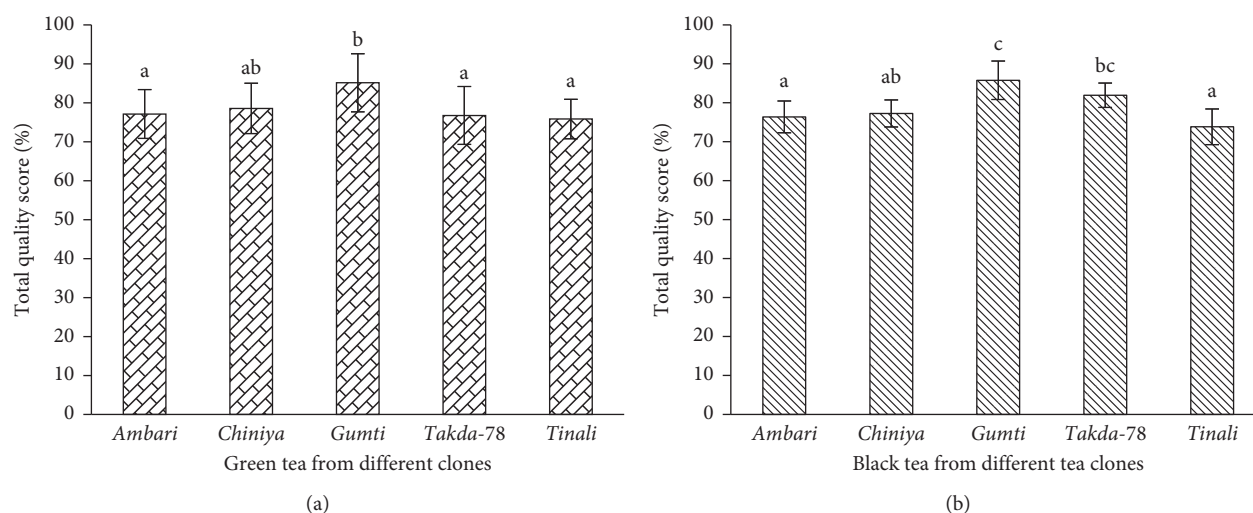 Total quality score (%)
100
90
80
70
60
50
40
30
20
10
0
a
ab
b
a
a
Ambari Chiniya Gumti Takda-78 Tinali
Green tea from different clones
(a)
Total quality score (%)
100
90
80
70
60
50
40
30
20
10
0
a
ab
c
bc
a
Ambari Chiniya Gumti Takda-78 Tinali
Black tea from different tea clones
(b)